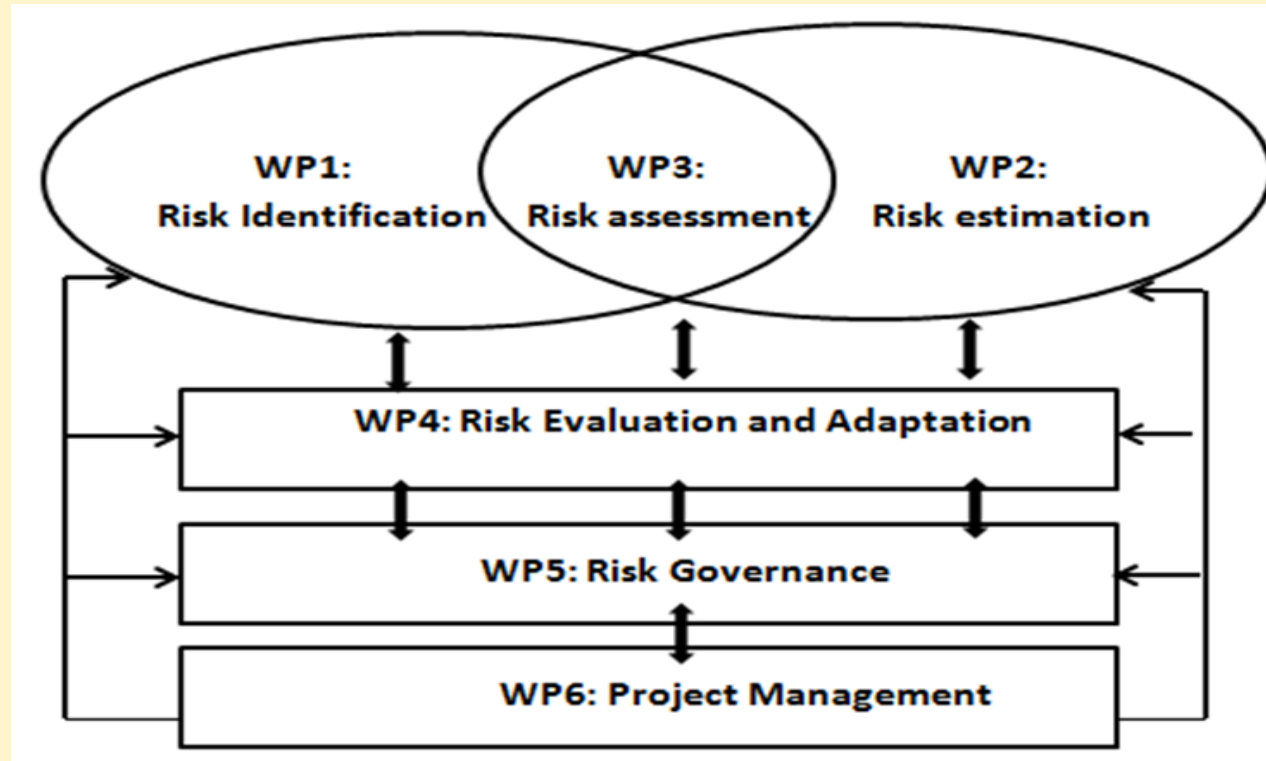 WP1:
Risk Identification
WP3:
Risk assessment
WP2:
Risk estimation
WP4: Risk Evaluation and Adaptation
WP5: Risk Governance
WP6: Project Management